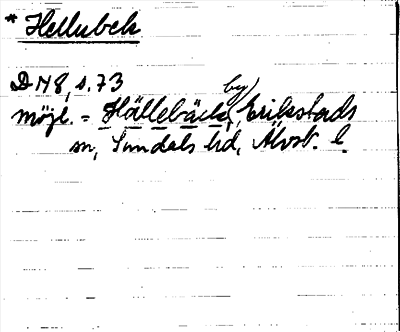 * Hellubek
DN 8, s. 73
möjl. = Hällebäck, by, Erikstads
sn, Sundals hd, Älvsb. l.